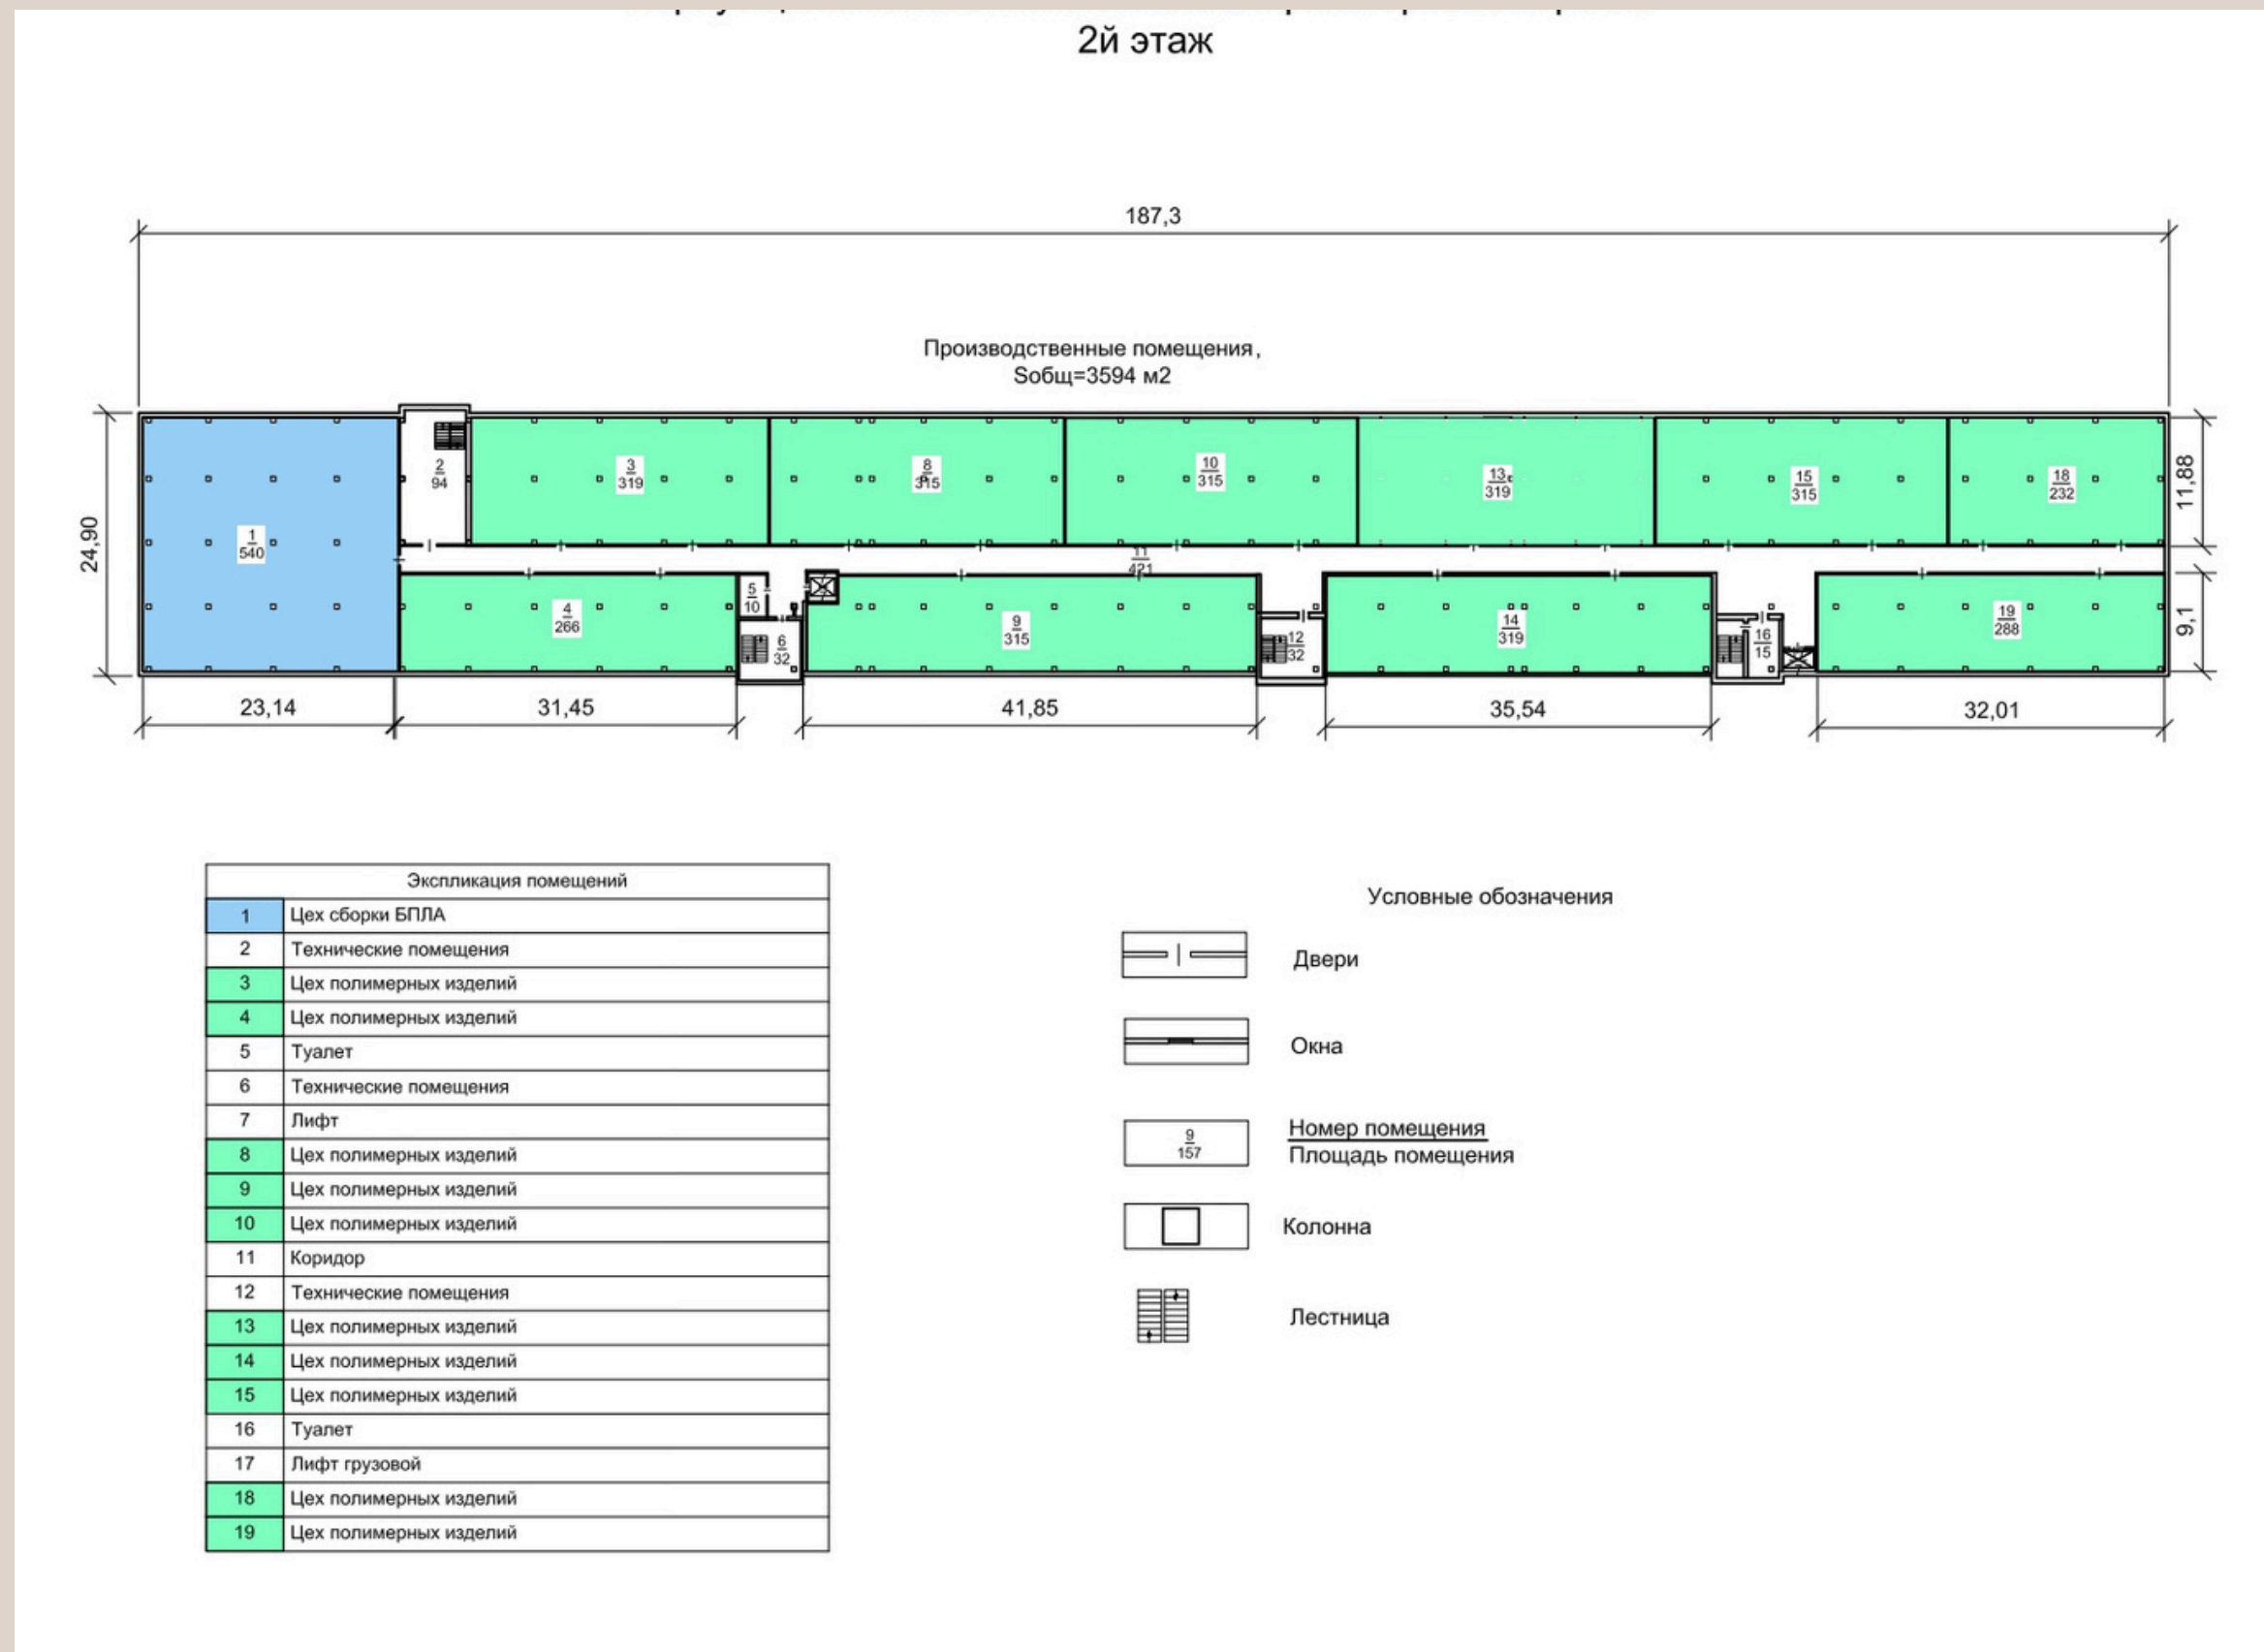 2й этаж
187,3
Производственные помещения,
Sобщ=3594 м2
24,90
11,88
9,1
1
540
2
94
3
319
8
315
10
315
13
319
15
315
18
232
11
421
4
266
5
10
6
32
9
315
12
32
14
319
16
15
19
288
23,14
31,45
41,85
35,54
32,01
Экспликация помещений
1 Цех сборки БПЛА
2 Технические помещения
3 Цех полимерных изделий
4 Цех полимерных изделий
5 Туалет
6 Технические помещения
7 Лифт
8 Цех полимерных изделий
9 Цех полимерных изделий
10 Цех полимерных изделий
11 Коридор
12 Технические помещения
13 Цех полимерных изделий
14 Цех полимерных изделий
15 Цех полимерных изделий
16 Туалет
17 Лифт грузовой
18 Цех полимерных изделий
19 Цех полимерных изделий
Условные обозначения
Двери
Окна
9
157
Номер помещения
Площадь помещения
Колонна
Лестница